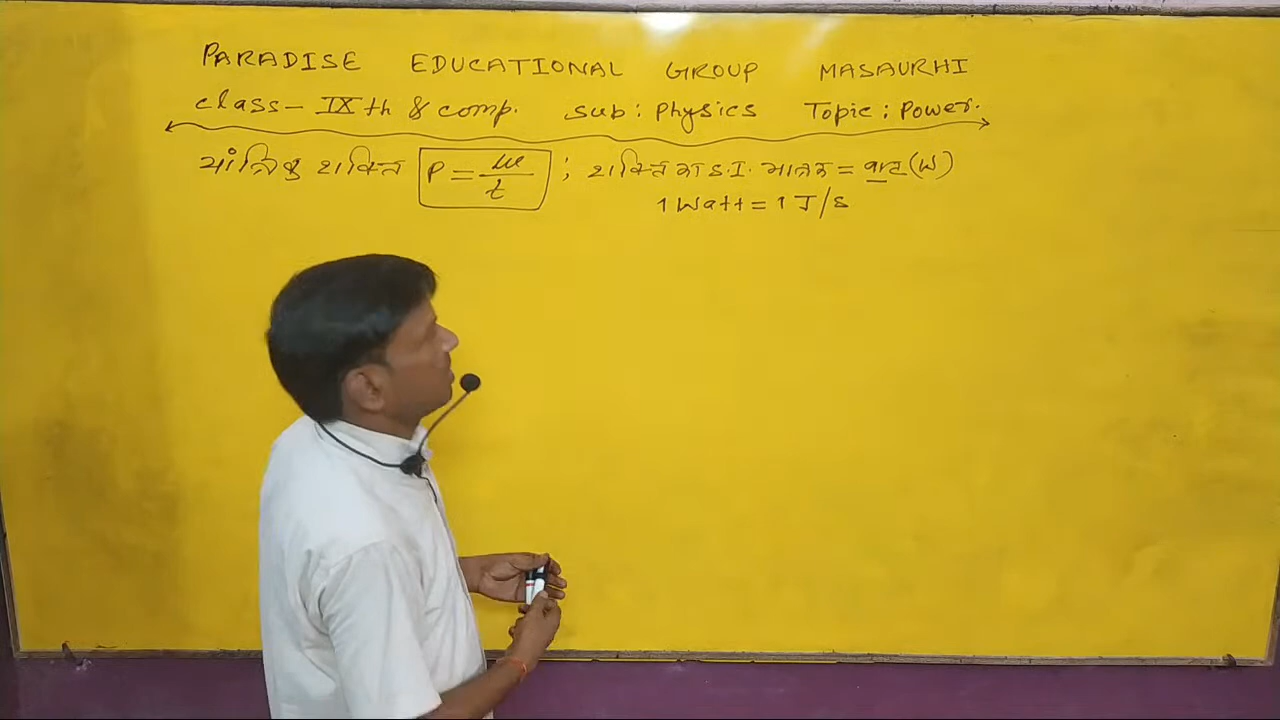 PARADISE EDUCATIONAL GROUP MASAURHI
class- IXth & comp. Sub: Physics Topic: Power.
यांत्रिक शक्ति P = W/t ; शक्ति का S.I. मात्रक = वाट (W)
1 Watt = 1 J/s